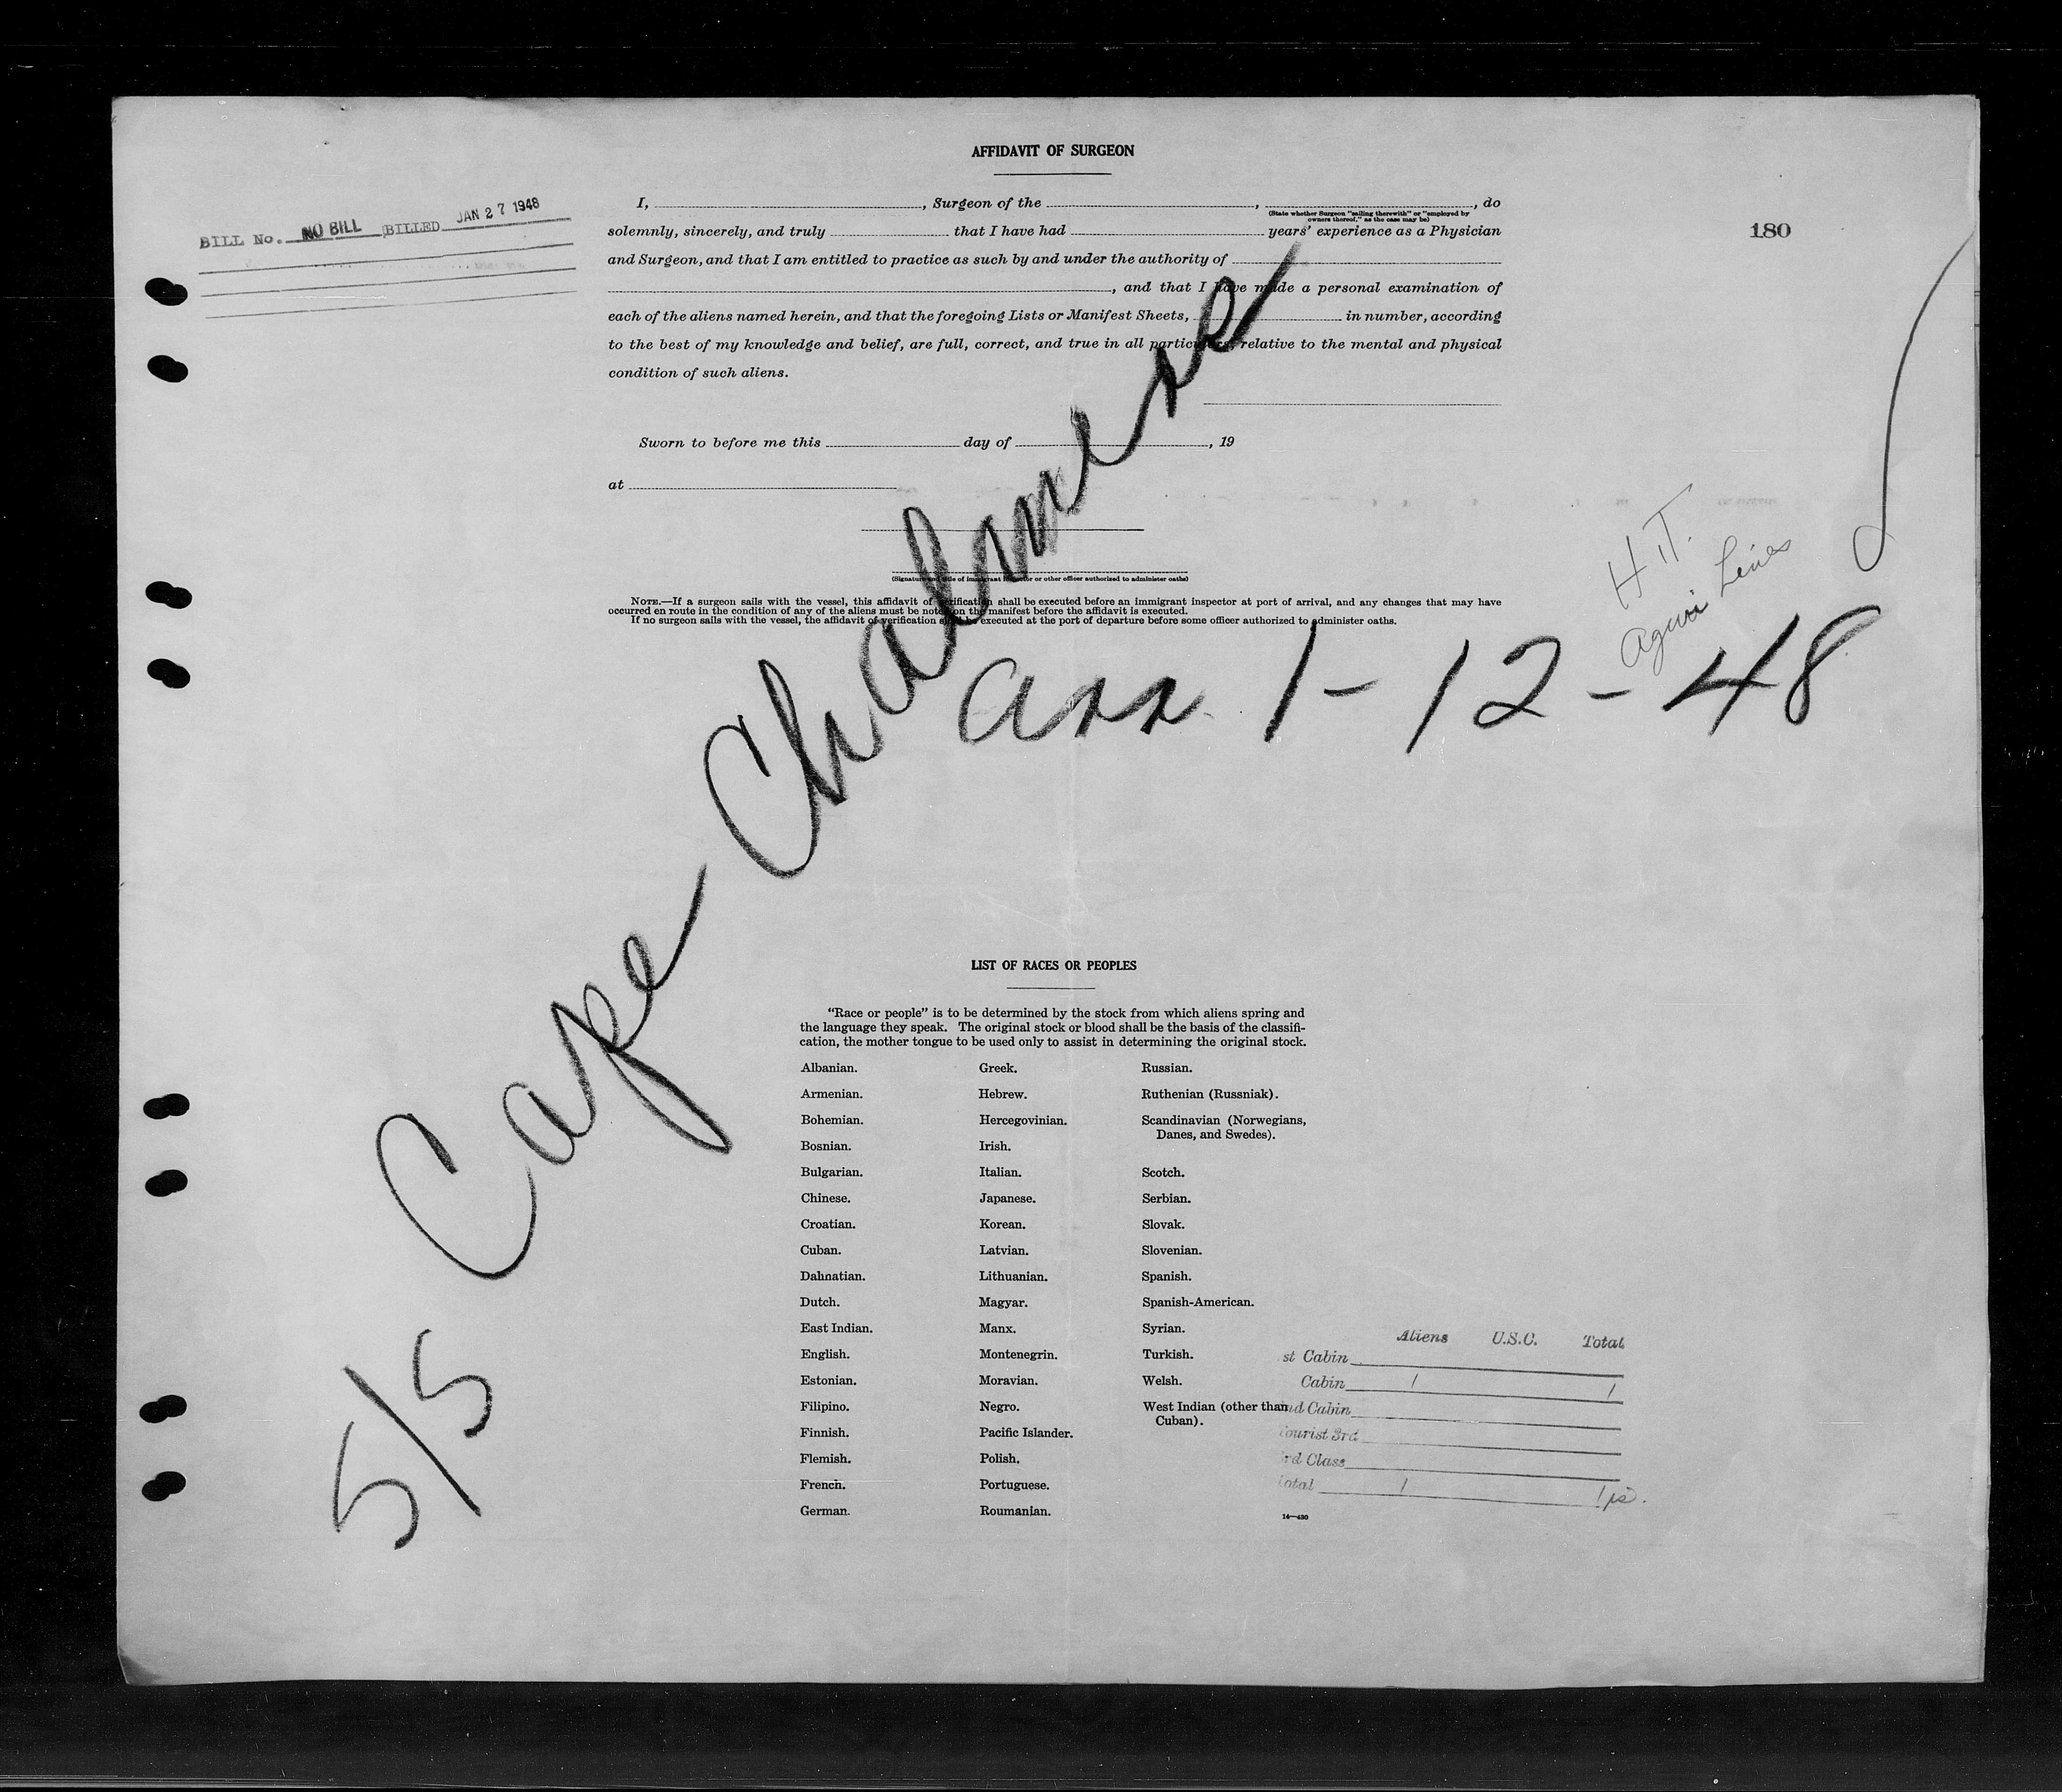 AFFIDAVIT OF SURGEON
BILL No. NO BILL BILLED JAN 27 1948
180
I, , Surgeon of the , , do
(State whether Surgeon "sailing therewith" or "employed by
owners thereof," as the case may be)
solemnly, sincerely, and truly that I have had years' experience as a Physician
and Surgeon, and that I am entitled to practice as such by and under the authority of
, and that I have made a personal examination of
each of the aliens named herein, and that the foregoing Lists or Manifest Sheets, in number, according
to the best of my knowledge and belief, are full, correct, and true in all particulars, relative to the mental and physical
condition of such aliens.
Sworn to before me this day of , 19
at
(Signature and title of immigrant inspector or other officer authorized to administer oaths)
NOTE.—If a surgeon sails with the vessel, this affidavit of verification shall be executed before an immigrant inspector at port of arrival, and any changes that may have
occurred en route in the condition of any of the aliens must be noted on the manifest before the affidavit is executed.
If no surgeon sails with the vessel, the affidavit of verification shall be executed at the port of departure before some officer authorized to administer oaths.
H.T.
Agwi Lines
arr. 1-12-48
S/S Cape Chalmers
LIST OF RACES OR PEOPLES
"Race or people" is to be determined by the stock from which aliens spring and
the language they speak. The original stock or blood shall be the basis of the classifi-
cation, the mother tongue to be used only to assist in determining the original stock.
Albanian.
Armenian.
Bohemian.
Bosnian.
Bulgarian.
Chinese.
Croatian.
Cuban.
Dalmatian.
Dutch.
East Indian.
English.
Estonian.
Filipino.
Finnish.
Flemish.
French.
German.
Greek.
Hebrew.
Hercegovinian.
Irish.
Italian.
Japanese.
Korean.
Latvian.
Lithuanian.
Magyar.
Manx.
Montenegrin.
Moravian.
Negro.
Pacific Islander.
Polish.
Portuguese.
Roumanian.
Russian.
Ruthenian (Russniak).
Scandinavian (Norwegians,
Danes, and Swedes).
Scotch.
Serbian.
Slovak.
Slovenian.
Spanish.
Spanish-American.
Syrian.
Turkish.
Welsh.
West Indian (other than
Cuban).
Aliens U.S.C. Total
st Cabin
Cabin 1 1
nd Cabin
Tourist 3rd
rd Class
Total 1 1
14—430